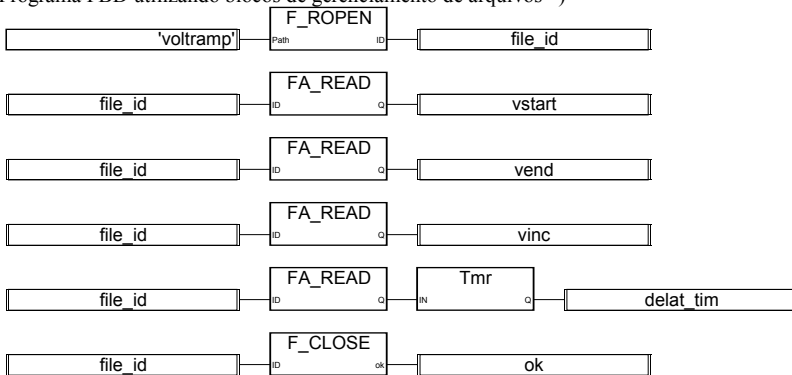 Programa FBD utilizando blocos de gerenciamento de arquivos *)
F_ROPEN
'voltramp' Path ID file_id
FA_READ
file_id ID Q vstart
FA_READ
file_id ID Q vend
FA_READ
file_id ID Q vinc
FA_READ Tmr
file_id ID Q IN Q delat_tim
F_CLOSE
file_id ID ok ok